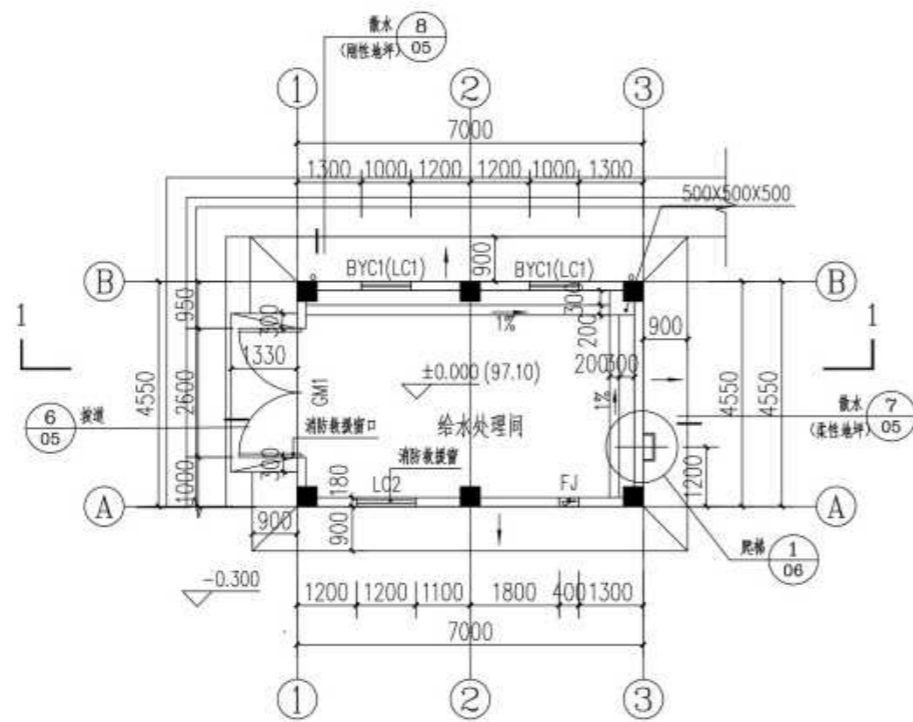 散水 8
(刚性地坪) 05
1 2 3
7000
1300 1000 1200 1200 1000 1300
500X500X500
900
BYC1(LC1) BYC1(LC1)
B B
950 300 300
1% 200 900
1 1
1330 200 300
±0.000 (97.10)
4550 2600 GM1 4550 4550
1%
6 坡道
05
消防救援窗口 给水处理间
散水 7
(柔性地坪) 05
消防救援窗
1000 300 180 LC2 FJ 1200
A A
900 900
爬梯 1
06
-0.300
1200 1200 1100 1800 400 1300
7000
1 2 3